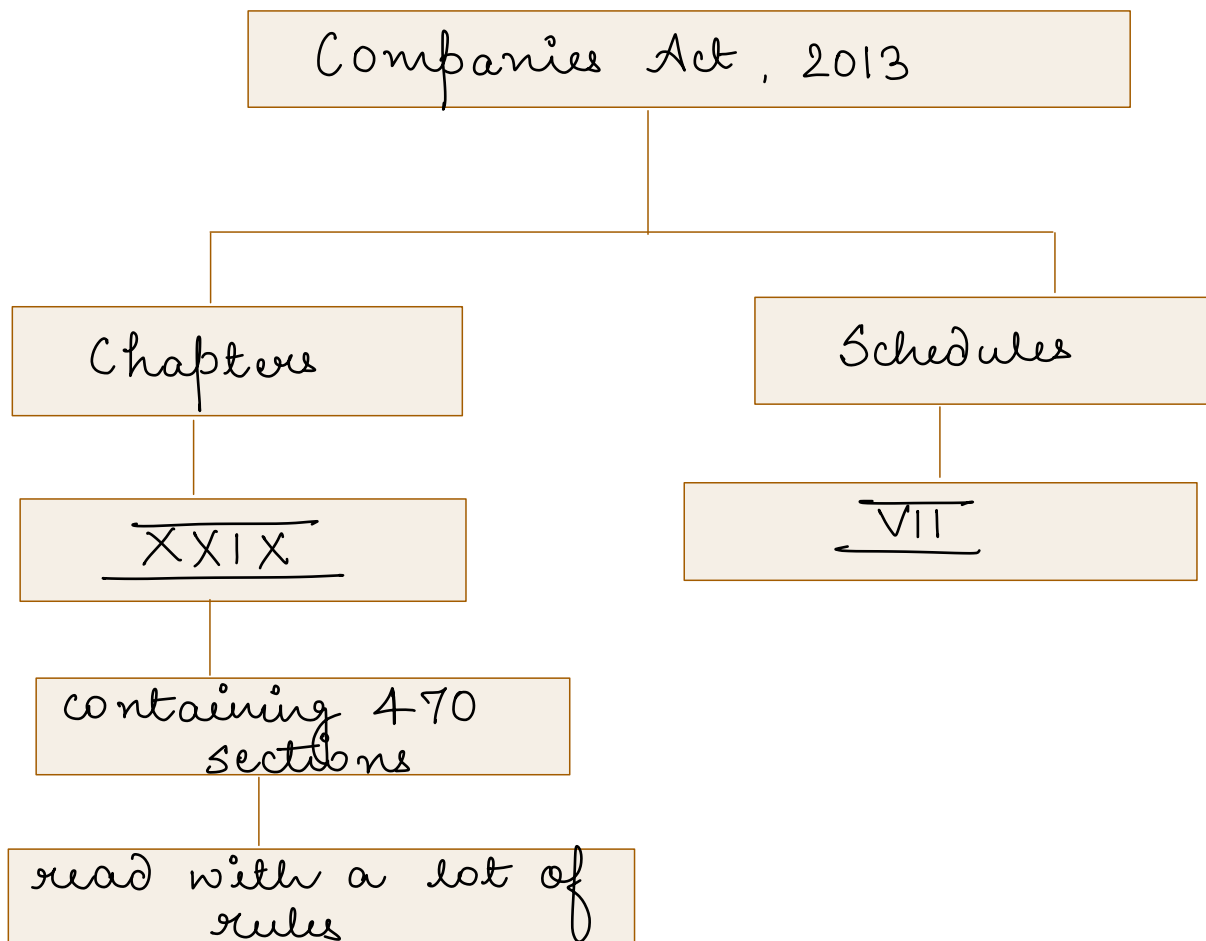 Companies Act, 2013
Chapters
Schedules
XXIX
VII
containing 470
sections
read with a lot of
rules